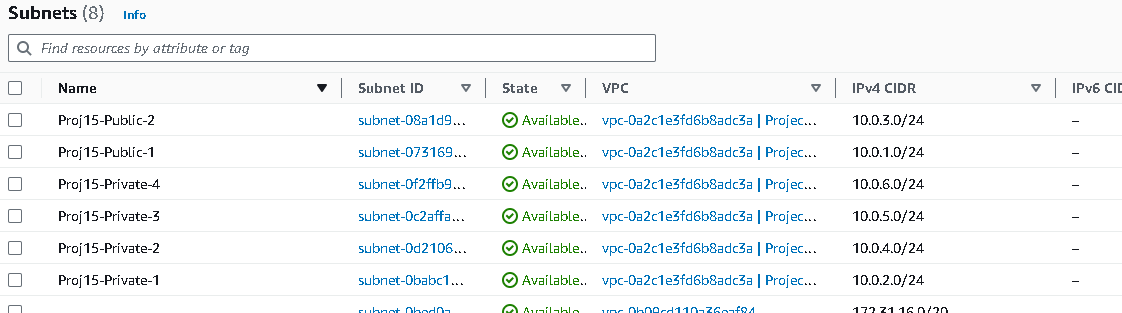 Subnets (8) Info
Find resources by attribute or tag
Name Subnet ID State VPC IPv4 CIDR IPv6 CID
Proj15-Public-2 subnet-08a1d9... Available.. vpc-0a2c1e3fd6b8adc3a | Projec... 10.0.3.0/24 –
Proj15-Public-1 subnet-073169... Available.. vpc-0a2c1e3fd6b8adc3a | Projec... 10.0.1.0/24 –
Proj15-Private-4 subnet-0f2ffb9... Available.. vpc-0a2c1e3fd6b8adc3a | Projec... 10.0.6.0/24 –
Proj15-Private-3 subnet-0c2affa... Available.. vpc-0a2c1e3fd6b8adc3a | Projec... 10.0.5.0/24 –
Proj15-Private-2 subnet-0d2106... Available.. vpc-0a2c1e3fd6b8adc3a | Projec... 10.0.4.0/24 –
Proj15-Private-1 subnet-0babc1... Available.. vpc-0a2c1e3fd6b8adc3a | Projec... 10.0.2.0/24 –
Available.. 172.31.16.0/20